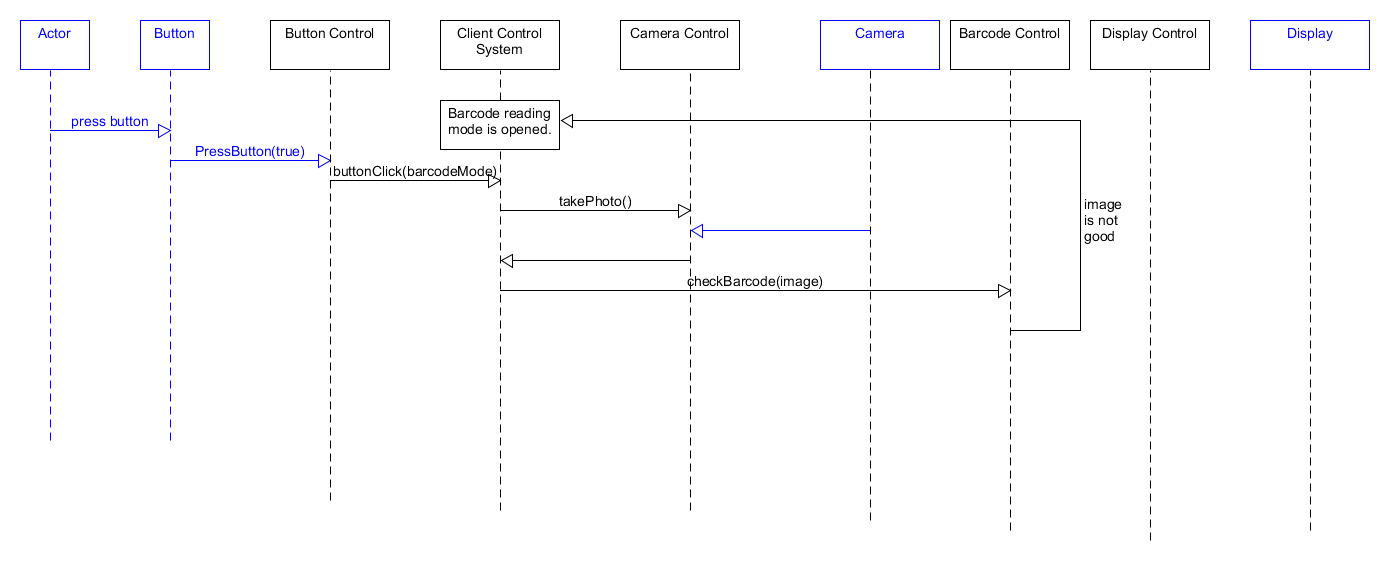 Actor
Button
Button Control
Client Control
System
Camera Control
Camera
Barcode Control
Display Control
Display
Barcode reading
mode is opened.
press button
PressButton(true)
buttonClick(barcodeMode)
takePhoto()
image
is not
good
checkBarcode(image)